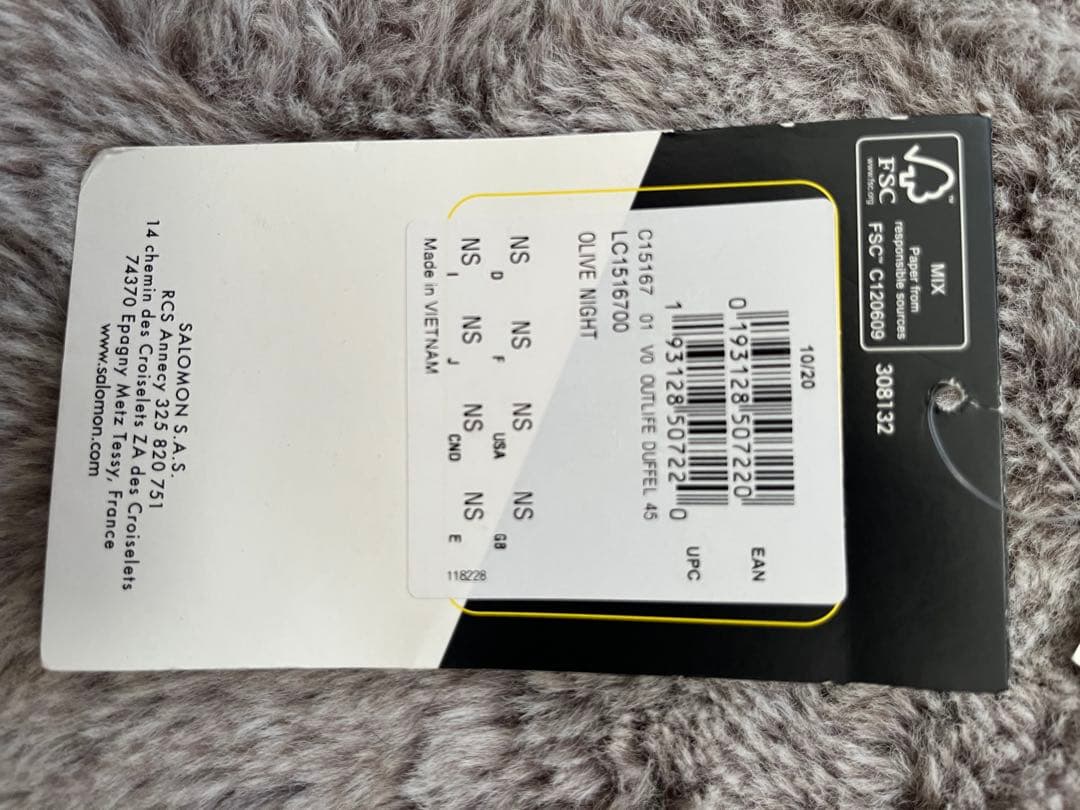 MIX
Paper from
responsible sources
FSC
www.fsc.org
FSC™ C120609
308132
10/20
0 193128 507220
EAN
1 93128 50722 0
UPC
C15167 01 V0 OUTLIFE DUFFEL 45
LC1516700
OLIVE NIGHT
NS NS NS NS
D F USA GB
NS NS NS NS
I J CND E
Made in VIETNAM
118228
SALOMON S.A.S.
RCS Annecy 325 820 751
14 chemin des Croiselets ZA des Croiselets
74370 Epagny Metz Tessy, France
www.salomon.com